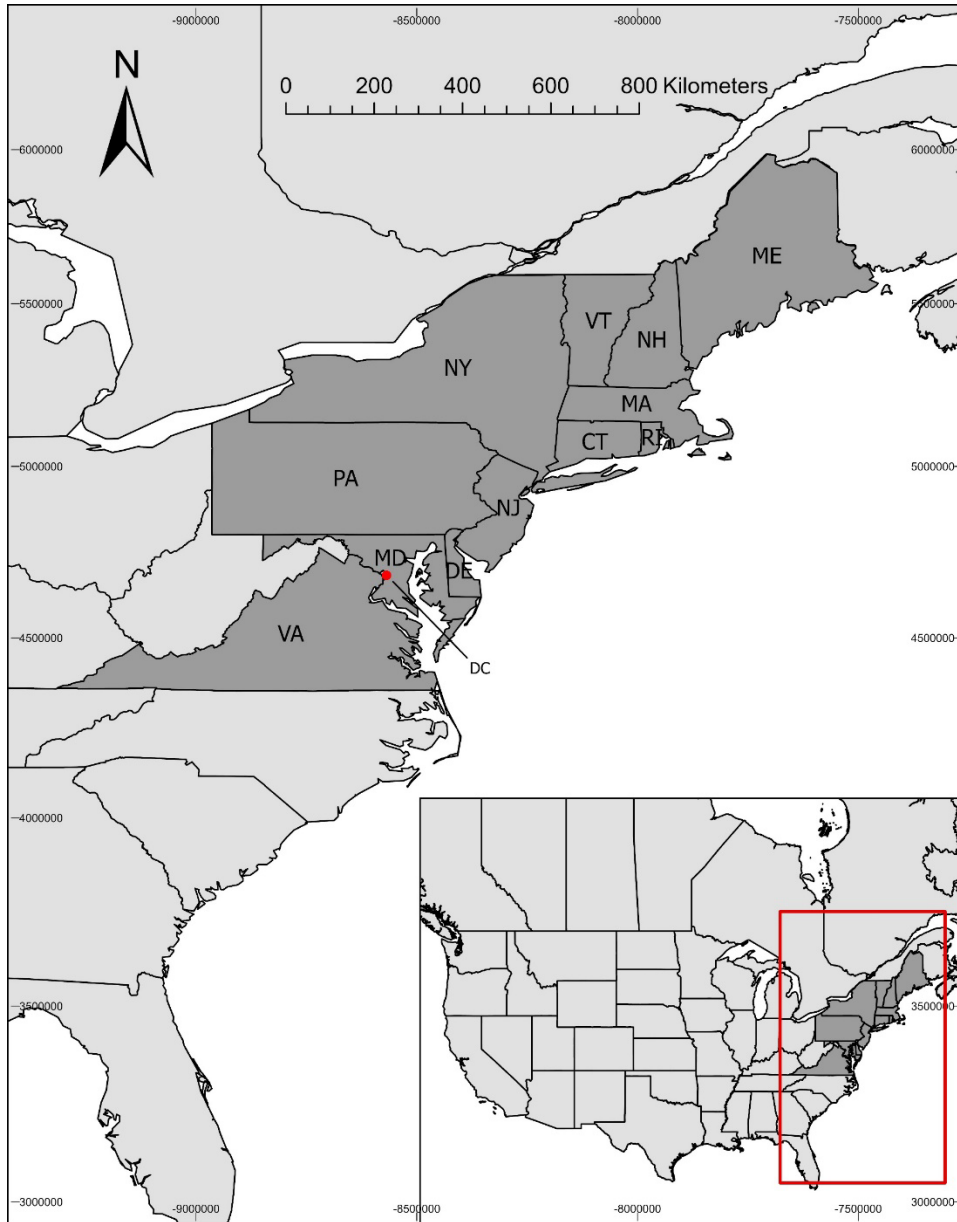 -9000000 -8500000 -8000000 -7500000
N
0 200 400 600 800 Kilometers
6000000 6000000
ME
5500000 5500000
VT
NH
NY
MA
CT RI
5000000 5000000
PA
NJ
MD
DE
4500000 VA 4500000
DC
4000000
3500000 3500000
3000000 -9000000 -8500000 -8000000 -7500000 3000000